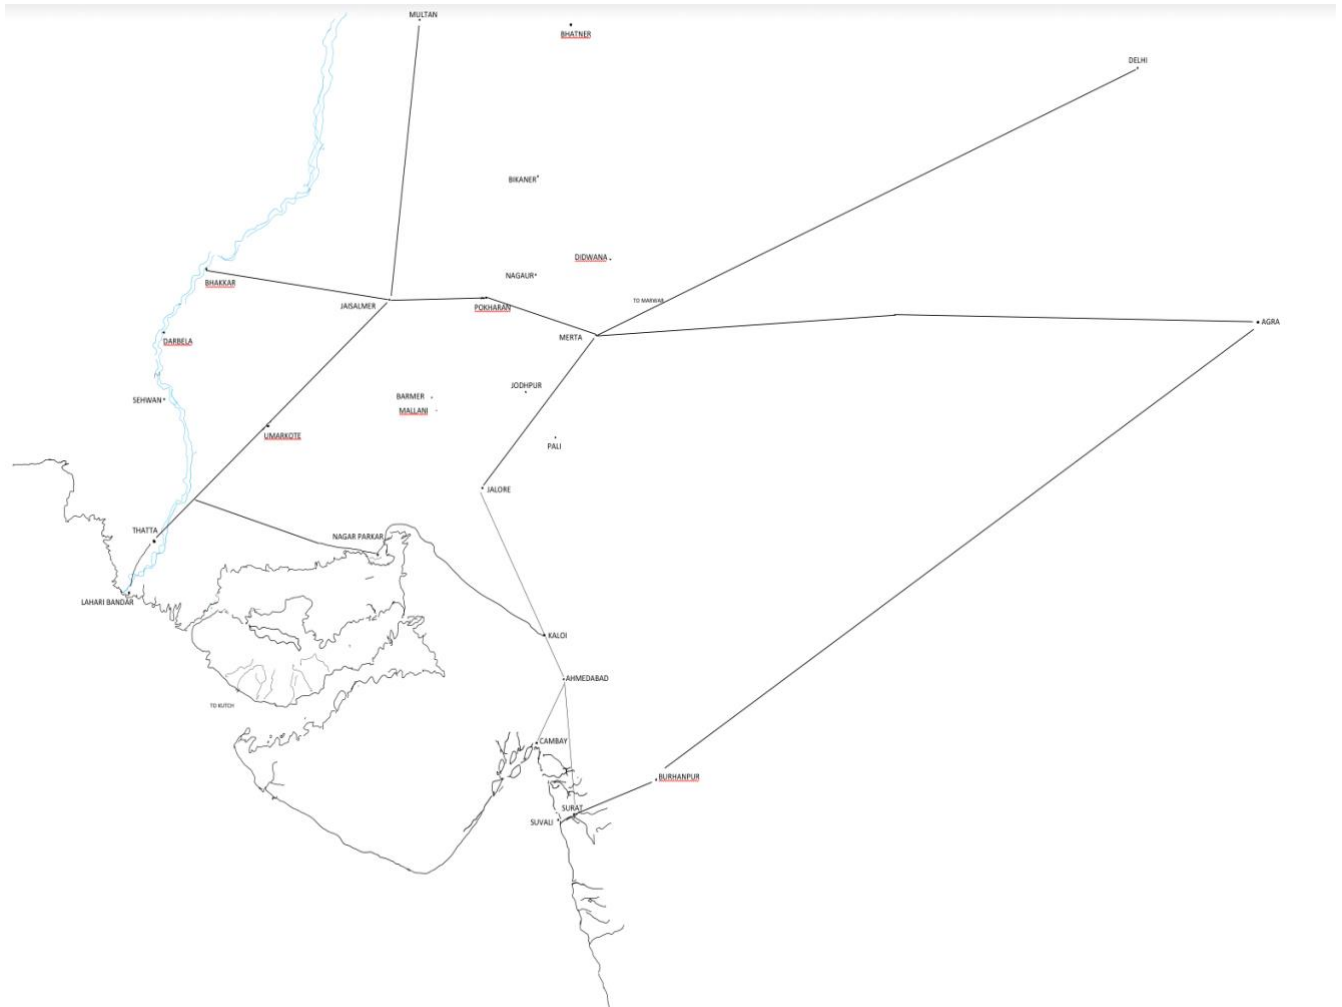 MULTAN
BHATNER
DELHI
BIKANER
DIDWANA
NAGAUR
BHAKKAR
JAISALMER
POKHARAN
TO MARWAR
MERTA
AGRA
DARBELA
JODHPUR
SEHWAN
BARMER
MALLANI
UMARKOTE
PALI
JALORE
THATTA
NAGAR PARKAR
LAHARI BANDAR
KALOI
AHMEDABAD
TO KUTCH
CAMBAY
BURHANPUR
SURAT
SUVALI